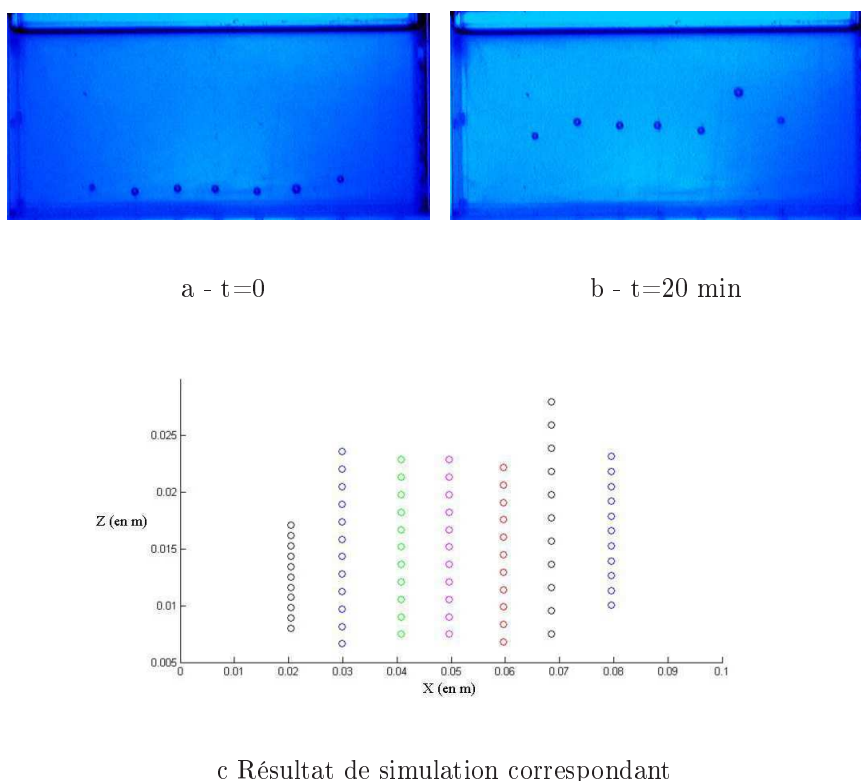 a - t=0
b - t=20 min
0.025
0.02
Z (en m)
0.015
0.01
0.005
0 0.01 0.02 0.03 0.04 0.05 0.06 0.07 0.08 0.09 0.1
X (en m)
c Résultat de simulation correspondant